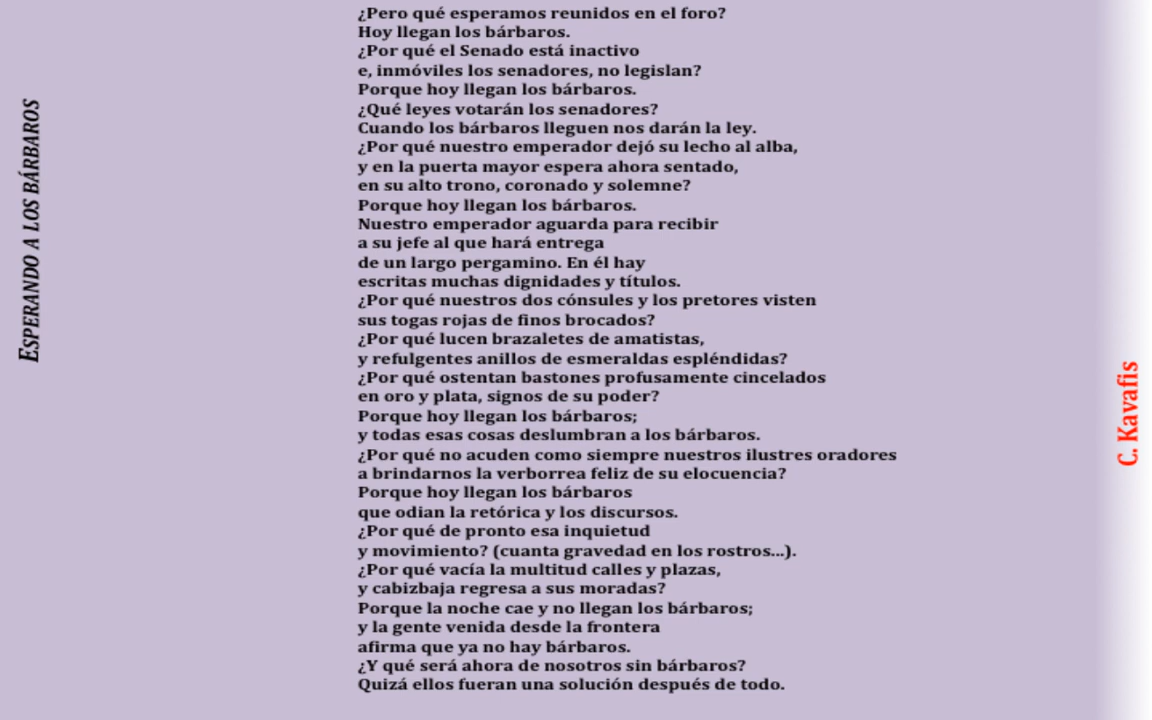 ESPERANDO A LOS BÁRBAROS
¿Pero qué esperamos reunidos en el foro?
Hoy llegan los bárbaros.
¿Por qué el Senado está inactivo
e, inmóviles los senadores, no legislan?
Porque hoy llegan los bárbaros.
¿Qué leyes votarán los senadores?
Cuando los bárbaros lleguen nos darán la ley.
¿Por qué nuestro emperador dejó su lecho al alba,
y en la puerta mayor espera ahora sentado,
en su alto trono, coronado y solemne?
Porque hoy llegan los bárbaros.
Nuestro emperador aguarda para recibir
a su jefe al que hará entrega
de un largo pergamino. En él hay
escritas muchas dignidades y títulos.
¿Por qué nuestros dos cónsules y los pretores visten
sus togas rojas de finos brocados?
¿Por qué lucen brazaletes de amatistas,
y refulgentes anillos de esmeraldas espléndidas?
¿Por qué ostentan bastones profusamente cincelados
en oro y plata, signos de su poder?
Porque hoy llegan los bárbaros;
y todas esas cosas deslumbran a los bárbaros.
¿Por qué no acuden como siempre nuestros ilustres oradores
a brindarnos la verborrea feliz de su elocuencia?
Porque hoy llegan los bárbaros
que odian la retórica y los discursos.
¿Por qué de pronto esa inquietud
y movimiento? (cuanta gravedad en los rostros...).
¿Por qué vacía la multitud calles y plazas,
y cabizbaja regresa a sus moradas?
Porque la noche cae y no llegan los bárbaros;
y la gente venida desde la frontera
afirma que ya no hay bárbaros.
¿Y qué será ahora de nosotros sin bárbaros?
Quizá ellos fueran una solución después de todo.
C. Kavafis